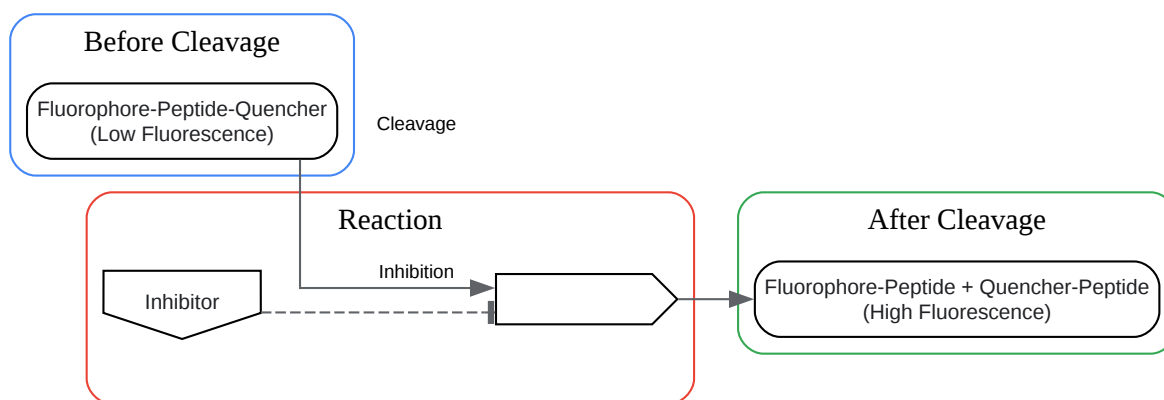 Before Cleavage
Fluorophore-Peptide-Quencher
(Low Fluorescence)
Cleavage
Reaction
Inhibition
Inhibitor
After Cleavage
Fluorophore-Peptide + Quencher-Peptide
(High Fluorescence)